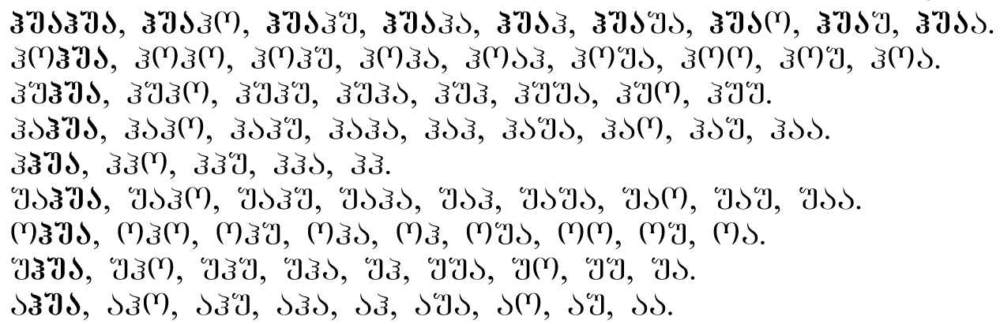 ჰუაჰუა, ჰუაჰო, ჰუაჰუ, ჰუაჰა, ჰუაჰ, ჰუაუა, ჰუაო, ჰუაუ, ჰუაა.
ჰოჰუა, ჰოჰო, ჰოჰუ, ჰოჰა, ჰოაჰ, ჰოუა, ჰოო, ჰოუ, ჰოა.
ჰუჰუა, ჰუჰო, ჰუჰუ, ჰუჰა, ჰუჰ, ჰუუა, ჰუო, ჰუუ.
ჰაჰუა, ჰაჰო, ჰაჰუ, ჰაჰა, ჰაჰ, ჰაუა, ჰაო, ჰაუ, ჰაა.
ჰჰუა, ჰჰო, ჰჰუ, ჰჰა, ჰჰ.
უაჰუა, უაჰო, უაჰუ, უაჰა, უაჰ, უაუა, უაო, უაუ, უაა.
ოჰუა, ოჰო, ოჰუ, ოჰა, ოჰ, ოუა, ოო, ოუ, ოა.
უჰუა, უჰო, უჰუ, უჰა, უჰ, უუა, უო, უუ, უა.
აჰუა, აჰო, აჰუ, აჰა, აჰ, აუა, აო, აუ, აა.